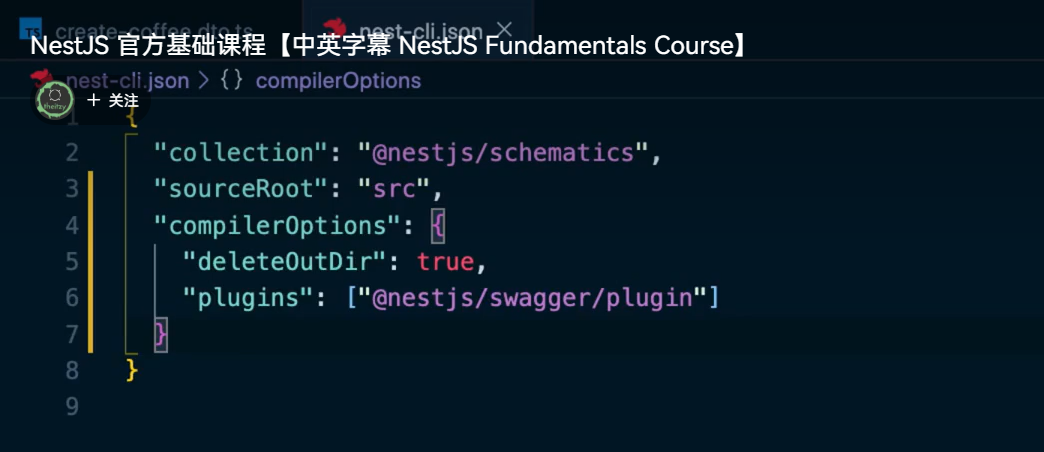 TS create-coffee.dto.ts nest-cli.json
NestJS 官方基础课程【中英字幕 NestJS Fundamentals Course】
nest-cli.json > {} compilerOptions
+ 关注
1 {
2 "collection": "@nestjs/schematics",
3 "sourceRoot": "src",
4 "compilerOptions": {
5 "deleteOutDir": true,
6 "plugins": ["@nestjs/swagger/plugin"]
7 }
8 }
9